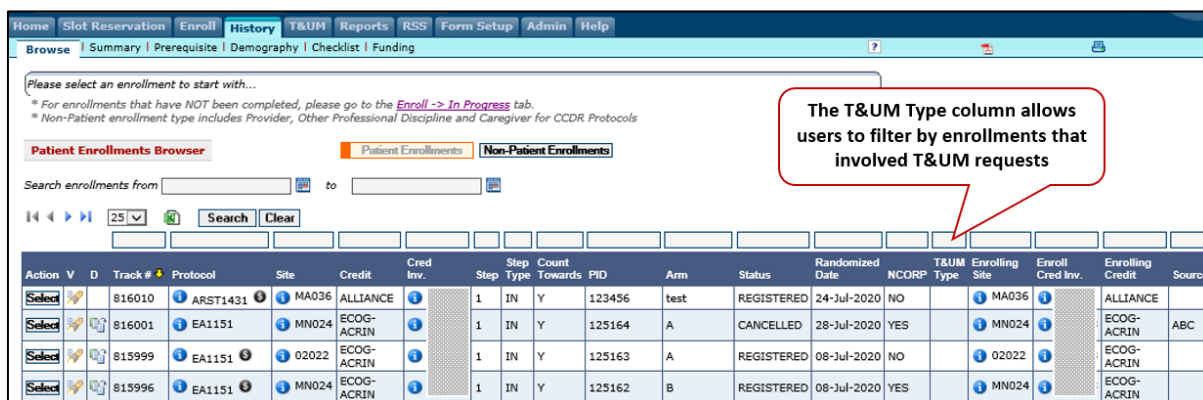 Home Slot Reservation Enroll History T&UM Reports RSS Form Setup Admin Help
Browse | Summary | Prerequisite | Demography | Checklist | Funding ?
Please select an enrollment to start with...
* For enrollments that have NOT been completed, please go to the Enroll -> In Progress tab.
* Non-Patient enrollment type includes Provider, Other Professional Discipline and Caregiver for CCDR Protocols
The T&UM Type column allows
users to filter by enrollments that
involved T&UM requests
Patient Enrollments Browser Patient Enrollments Non-Patient Enrollments
Search enrollments from to
25 Search Clear
Action V D Track # Protocol Site Credit Cred Inv. Step Step Type Count Towards PID Arm Status Randomized Date NCORP T&UM Type Enrolling Site Enroll Cred Inv. Enrolling Credit Source
Select 816010 ARST1431 MA036 ALLIANCE 1 IN Y 123456 test REGISTERED 24-Jul-2020 NO MA036 ALLIANCE
Select 816001 EA1151 MN024 ECOG-ACRIN 1 IN Y 125164 A CANCELLED 28-Jul-2020 YES MN024 ECOG-ACRIN ABC
Select 815999 EA1151 02022 ECOG-ACRIN 1 IN Y 125163 A REGISTERED 08-Jul-2020 NO 02022 ECOG-ACRIN
Select 815996 EA1151 MN024 ECOG-ACRIN 1 IN Y 125162 B REGISTERED 08-Jul-2020 YES MN024 ECOG-ACRIN